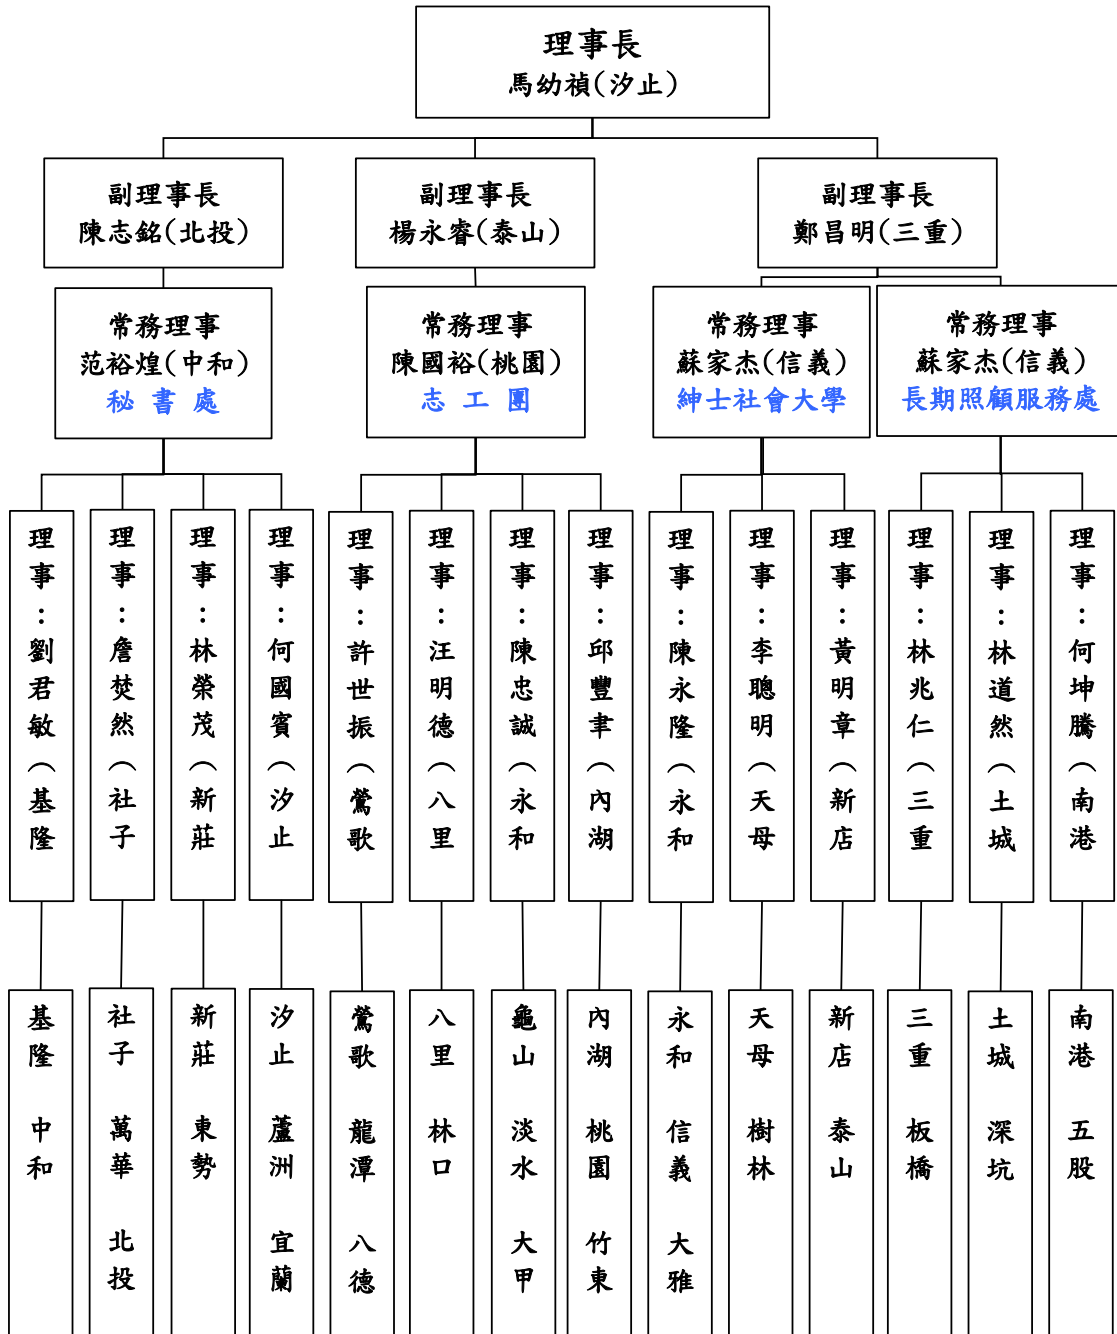 理事長
馬幼禎(汐止)
副理事長
陳志銘(北投)
副理事長
楊永睿(泰山)
副理事長
鄭昌明(三重)
常務理事
范裕煌(中和)
秘 書 處
常務理事
陳國裕(桃園)
志 工 團
常務理事
蘇家杰(信義)
紳士社會大學
常務理事
蘇家杰(信義)
長期照顧服務處
理事：劉君敏(基隆
理事：詹焚然(社子
理事：林榮茂(新莊
理事：何國賓(汐止
理事：許世振(鶯歌
理事：汪明德(八里
理事：陳忠誠(永和
理事：邱豐聿(內湖
理事：陳永隆(永和
理事：李聰明(天母
理事：黃明章(新店
理事：林兆仁(三重
理事：林道然(土城
理事：何坤騰(南港
基隆 中和
社子 萬華 北投
新莊 東勢
汐止 蘆洲 宜蘭
鶯歌 龍潭 八德
八里 林口
龜山 淡水 大甲
內湖 桃園 竹東
永和 信義 大雅
天母 樹林
新店 泰山
三重 板橋
土城 深坑
南港 五股